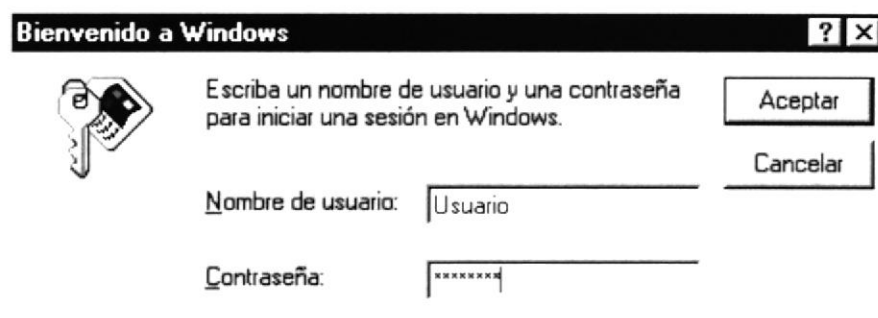 Bienvenido a Windows
Escriba un nombre de usuario y una contraseña
para iniciar una sesión en Windows.
Aceptar
Cancelar
Nombre de usuario: Usuario
Contraseña: ********